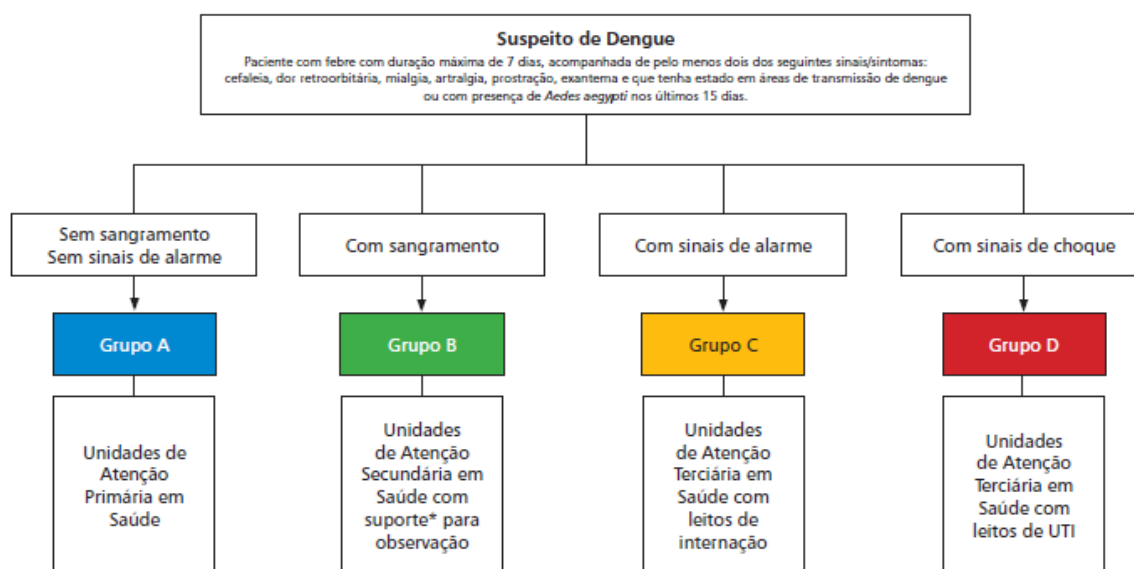 Suspeito de Dengue
Paciente com febre com duração máxima de 7 dias, acompanhada de pelo menos dois dos seguintes sinais/sintomas:
cefaleia, dor retroorbitária, mialgia, artralgia, prostração, exantema e que tenha estado em áreas de transmissão de dengue
ou com presença de Aedes aegypti nos últimos 15 dias.
Sem sangramento
Sem sinais de alarme
Com sangramento
Com sinais de alarme
Com sinais de choque
Grupo A
Grupo B
Grupo C
Grupo D
Unidades de
Atenção
Primária em
Saúde
Unidades
de Atenção
Secundária em
Saúde com
suporte* para
observação
Unidades
de Atenção
Terciária em
Saúde com
leitos de
internação
Unidades
de Atenção
Terciária em
Saúde com
leitos de UTI